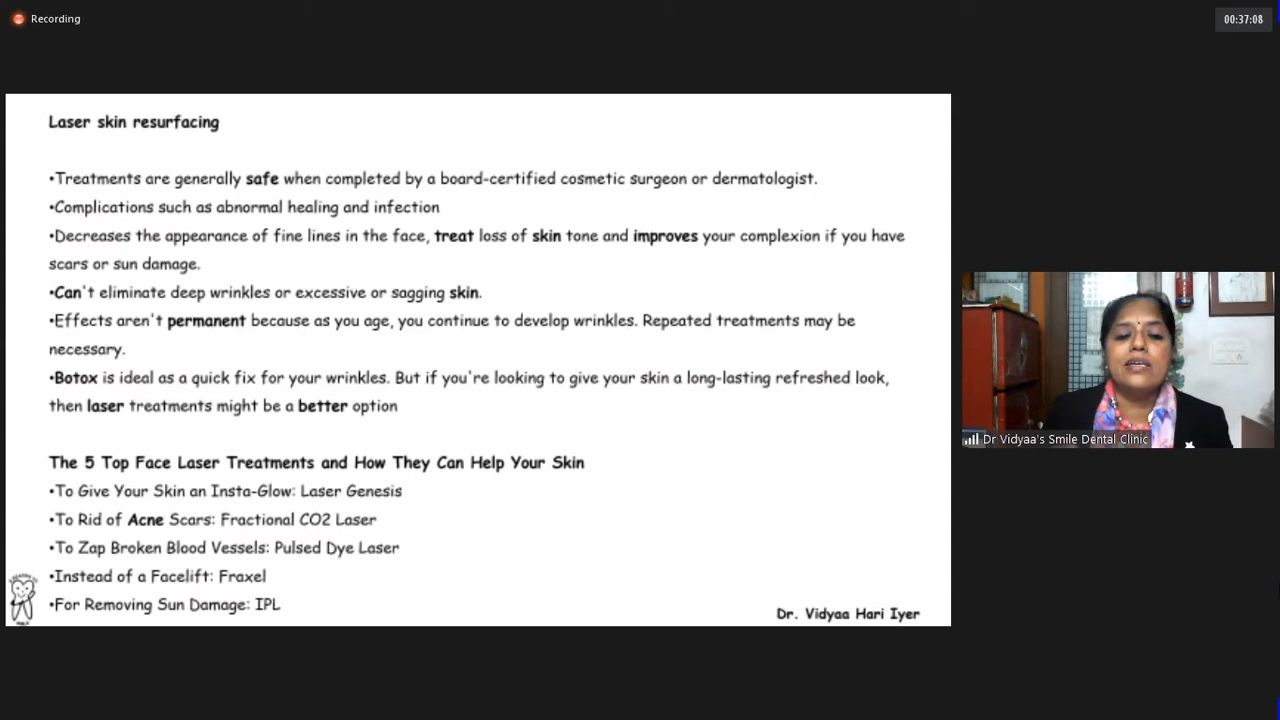 Recording
00:37:08
Laser skin resurfacing
•Treatments are generally safe when completed by a board-certified cosmetic surgeon or dermatologist.
•Complications such as abnormal healing and infection
•Decreases the appearance of fine lines in the face, treat loss of skin tone and improves your complexion if you have
scars or sun damage.
•Can't eliminate deep wrinkles or excessive or sagging skin.
•Effects aren't permanent because as you age, you continue to develop wrinkles. Repeated treatments may be
necessary.
•Botox is ideal as a quick fix for your wrinkles. But if you're looking to give your skin a long-lasting refreshed look,
then laser treatments might be a better option
The 5 Top Face Laser Treatments and How They Can Help Your Skin
•To Give Your Skin an Insta-Glow: Laser Genesis
•To Rid of Acne Scars: Fractional CO2 Laser
•To Zap Broken Blood Vessels: Pulsed Dye Laser
•Instead of a Facelift: Fraxel
•For Removing Sun Damage: IPL
Dr. Vidyaa Hari Iyer
Dr Vidyaa's Smile Dental Clinic